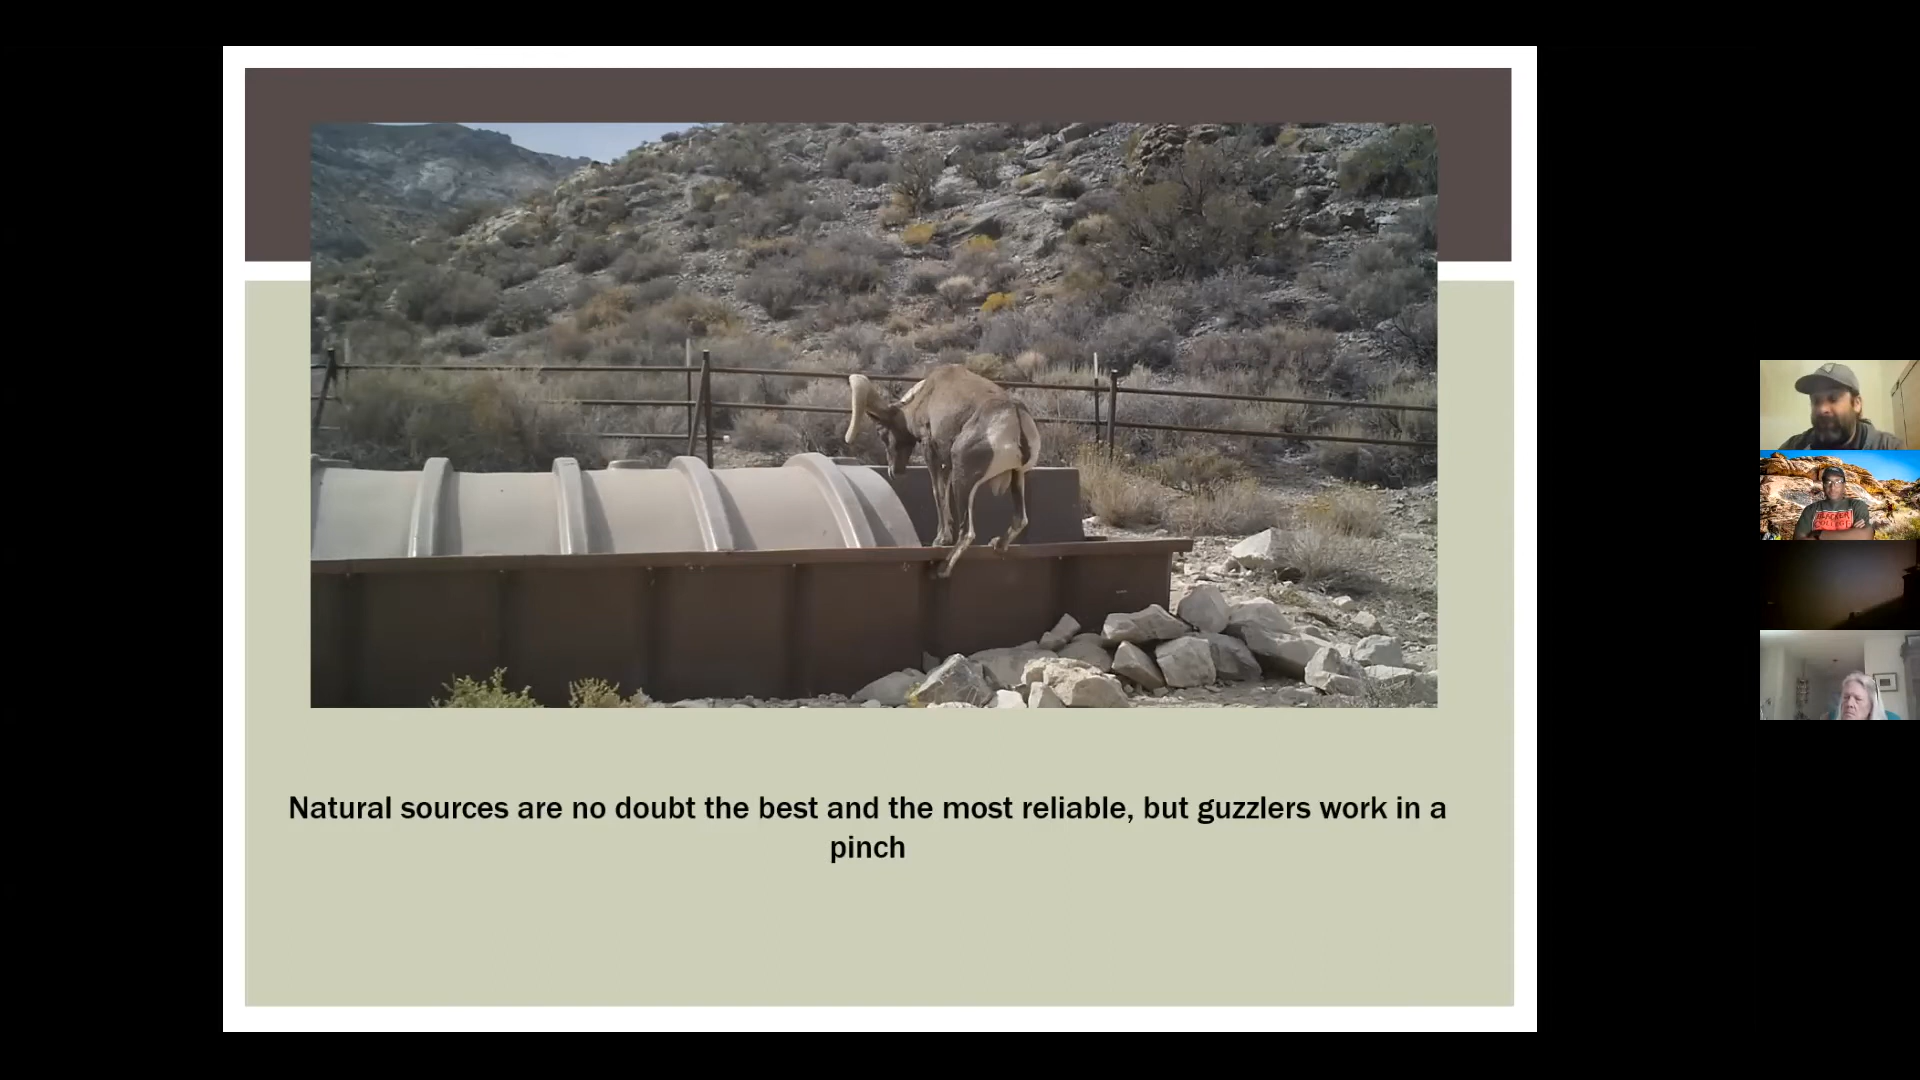 Natural sources are no doubt the best and the most reliable, but guzzlers work in a
pinch